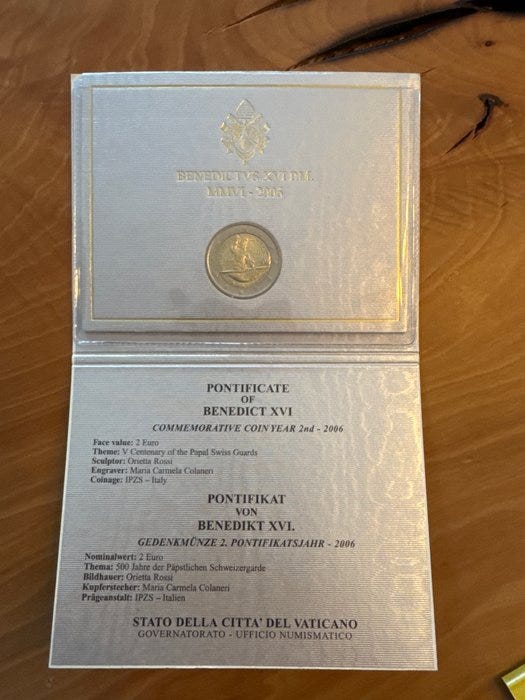 BENEDICTVS XVI P.M.
MMVI - 2006
PONTIFICATE
OF
BENEDICT XVI
COMMEMORATIVE COIN YEAR 2nd - 2006
Face value: 2 Euro
Theme: V Centenary of the Papal Swiss Guards
Sculptor: Orietta Rossi
Engraver: Maria Carmela Colaneri
Coinage: IPZS – Italy
PONTIFIKAT
VON
BENEDIKT XVI.
GEDENKMÜNZE 2. PONTIFIKATSJAHR - 2006
Nominalwert: 2 Euro
Thema: 500 Jahre der Päpstlichen Schweizergarde
Bildhauer: Orietta Rossi
Kupferstecher: Maria Carmela Colaneri
Prägeanstalt: IPZS – Italien
STATO DELLA CITTA' DEL VATICANO
GOVERNATORATO - UFFICIO NUMISMATICO